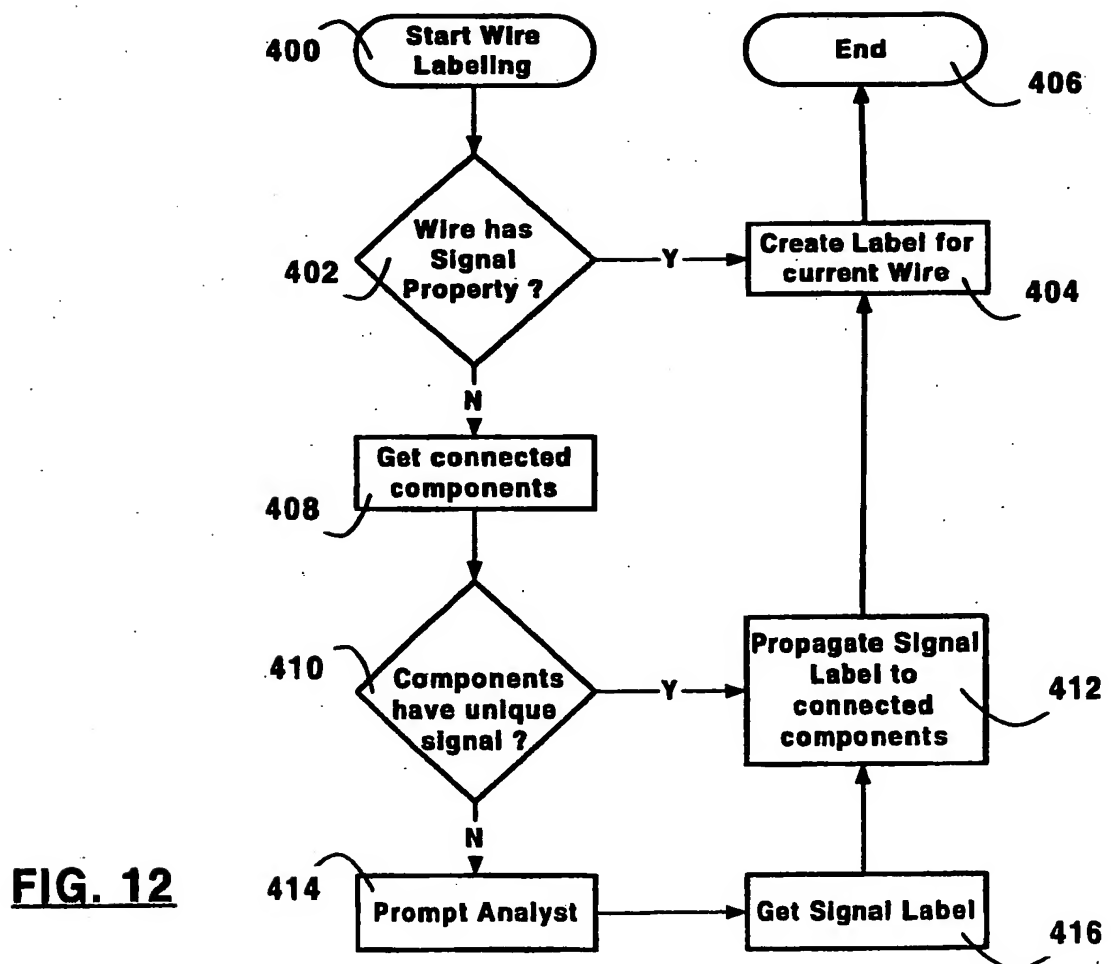 400
Start Wire
Labeling
End
406
402
Wire has
Signal
Property ?
Y
Create Label for
current Wire
404
N
Get connected
components
408
410
Components
have unique
signal ?
Y
Propagate Signal
Label to
connected
components
412
N
FIG. 12
414
Prompt Analyst
Get Signal Label
416